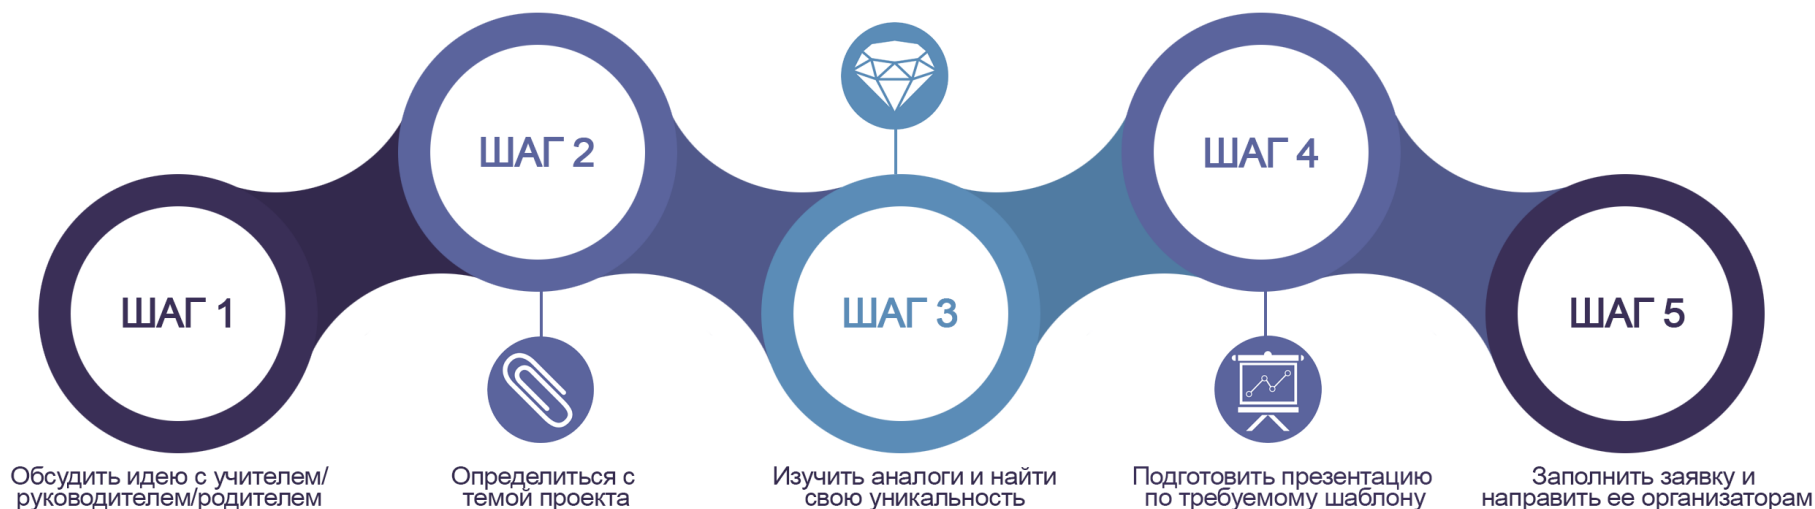 ШАГ 1
Обсудить идею с учителем/
руководителем/родителем
ШАГ 2
Определиться с
темой проекта
ШАГ 3
Изучить аналоги и найти
свою уникальность
ШАГ 4
Подготовить презентацию
по требуемому шаблону
ШАГ 5
Заполнить заявку и
направить ее организаторам